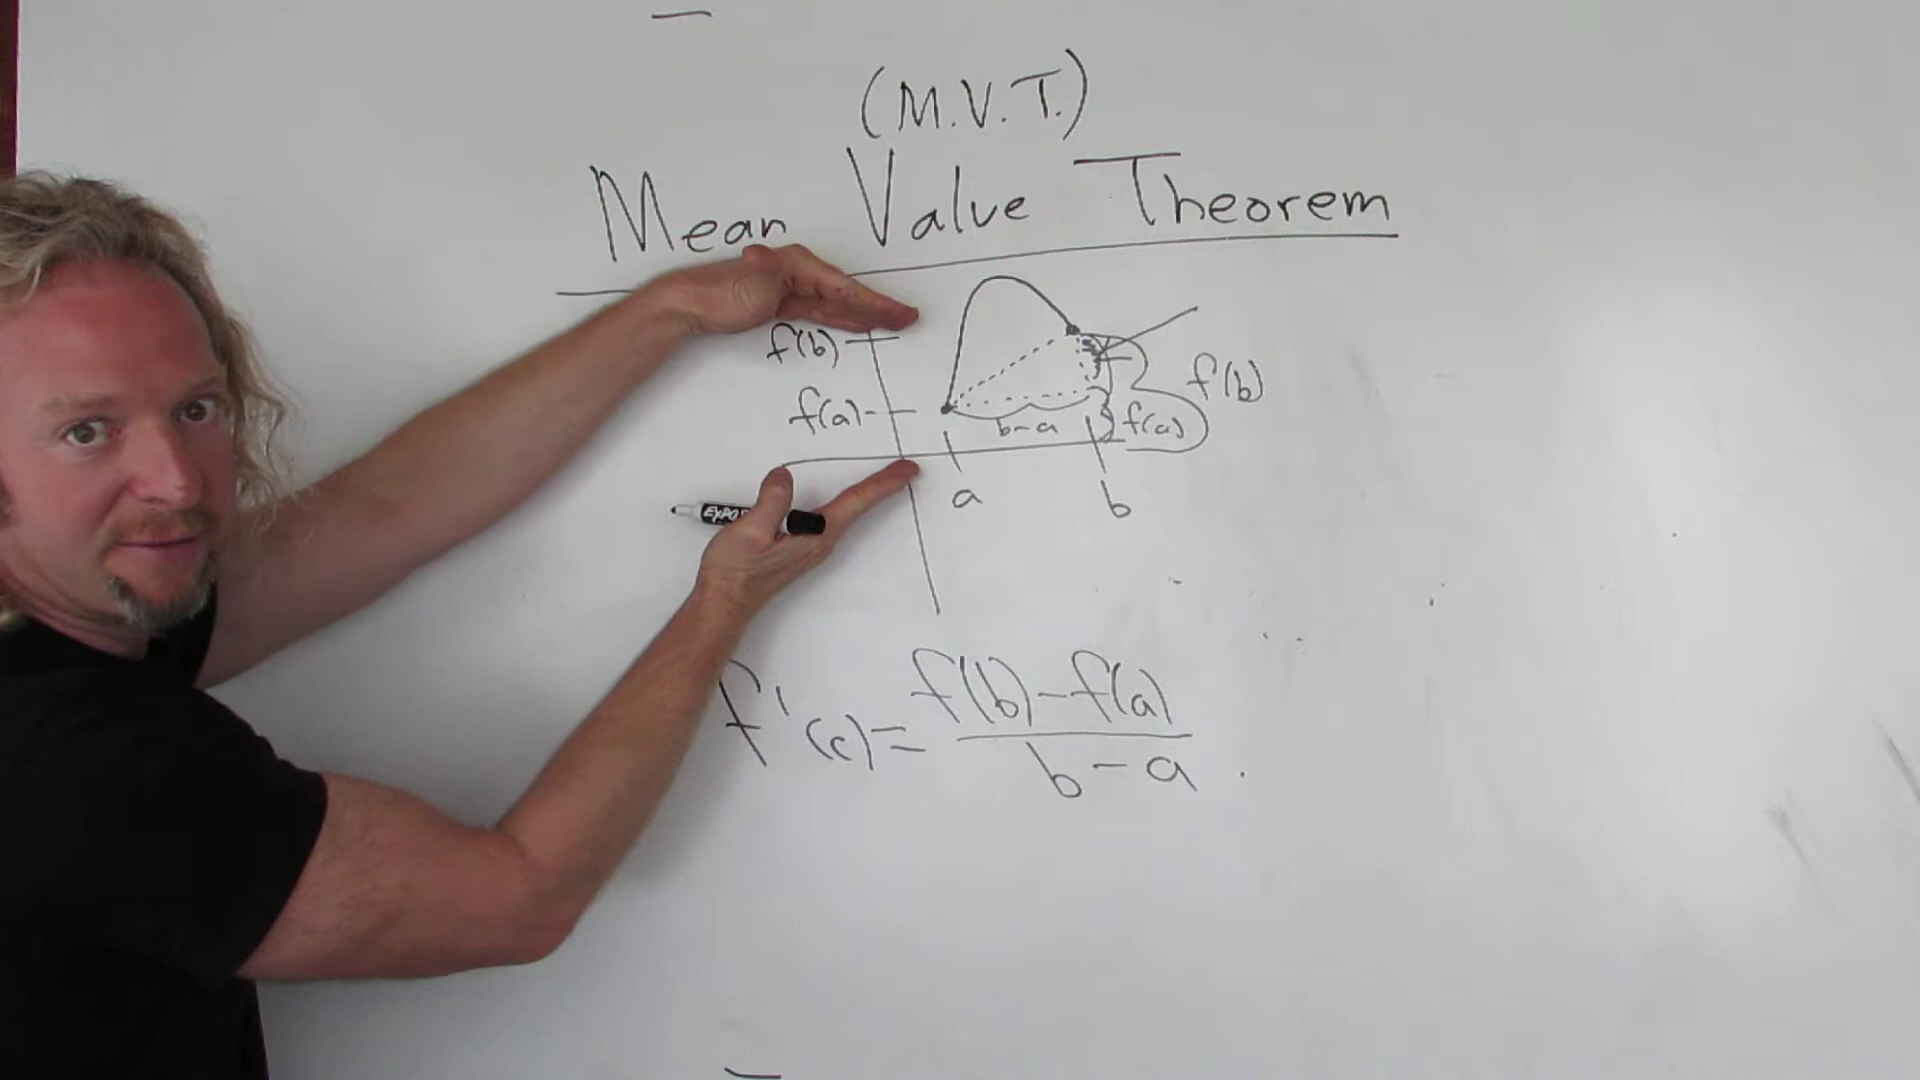 (M.V.T.)
Mean Value Theorem
f(b)
f(a)
b-a
f(a)
f(b)
a
b
EXPO
f'(c) = f(b)-f(a)
b-a